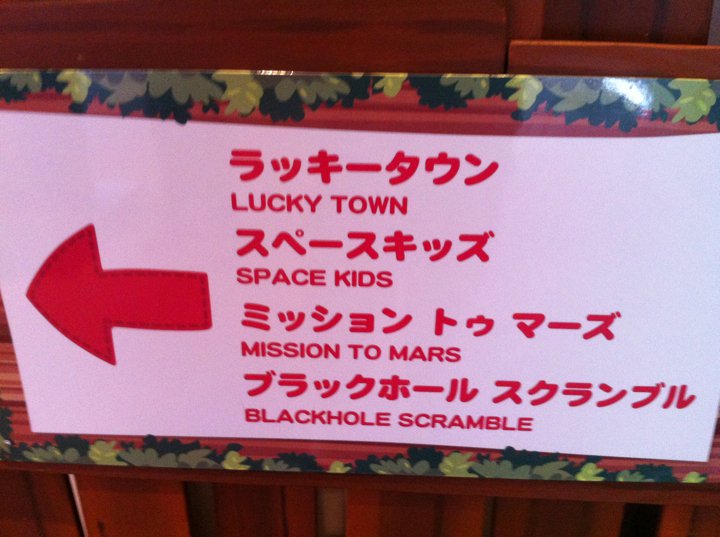 ラッキータウン
LUCKY TOWN
スペースキッズ
SPACE KIDS
ミッション トゥ マーズ
MISSION TO MARS
ブラックホール スクランブル
BLACKHOLE SCRAMBLE